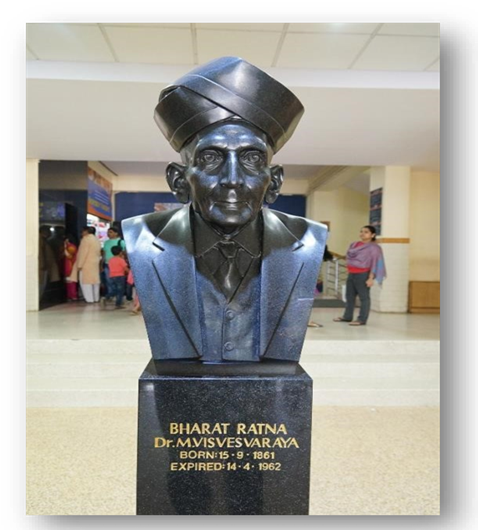 BHARAT RATNA
Dr.M.VISVESVARAYA
BORN:15-9-1861
EXPIRED:14-4-1962